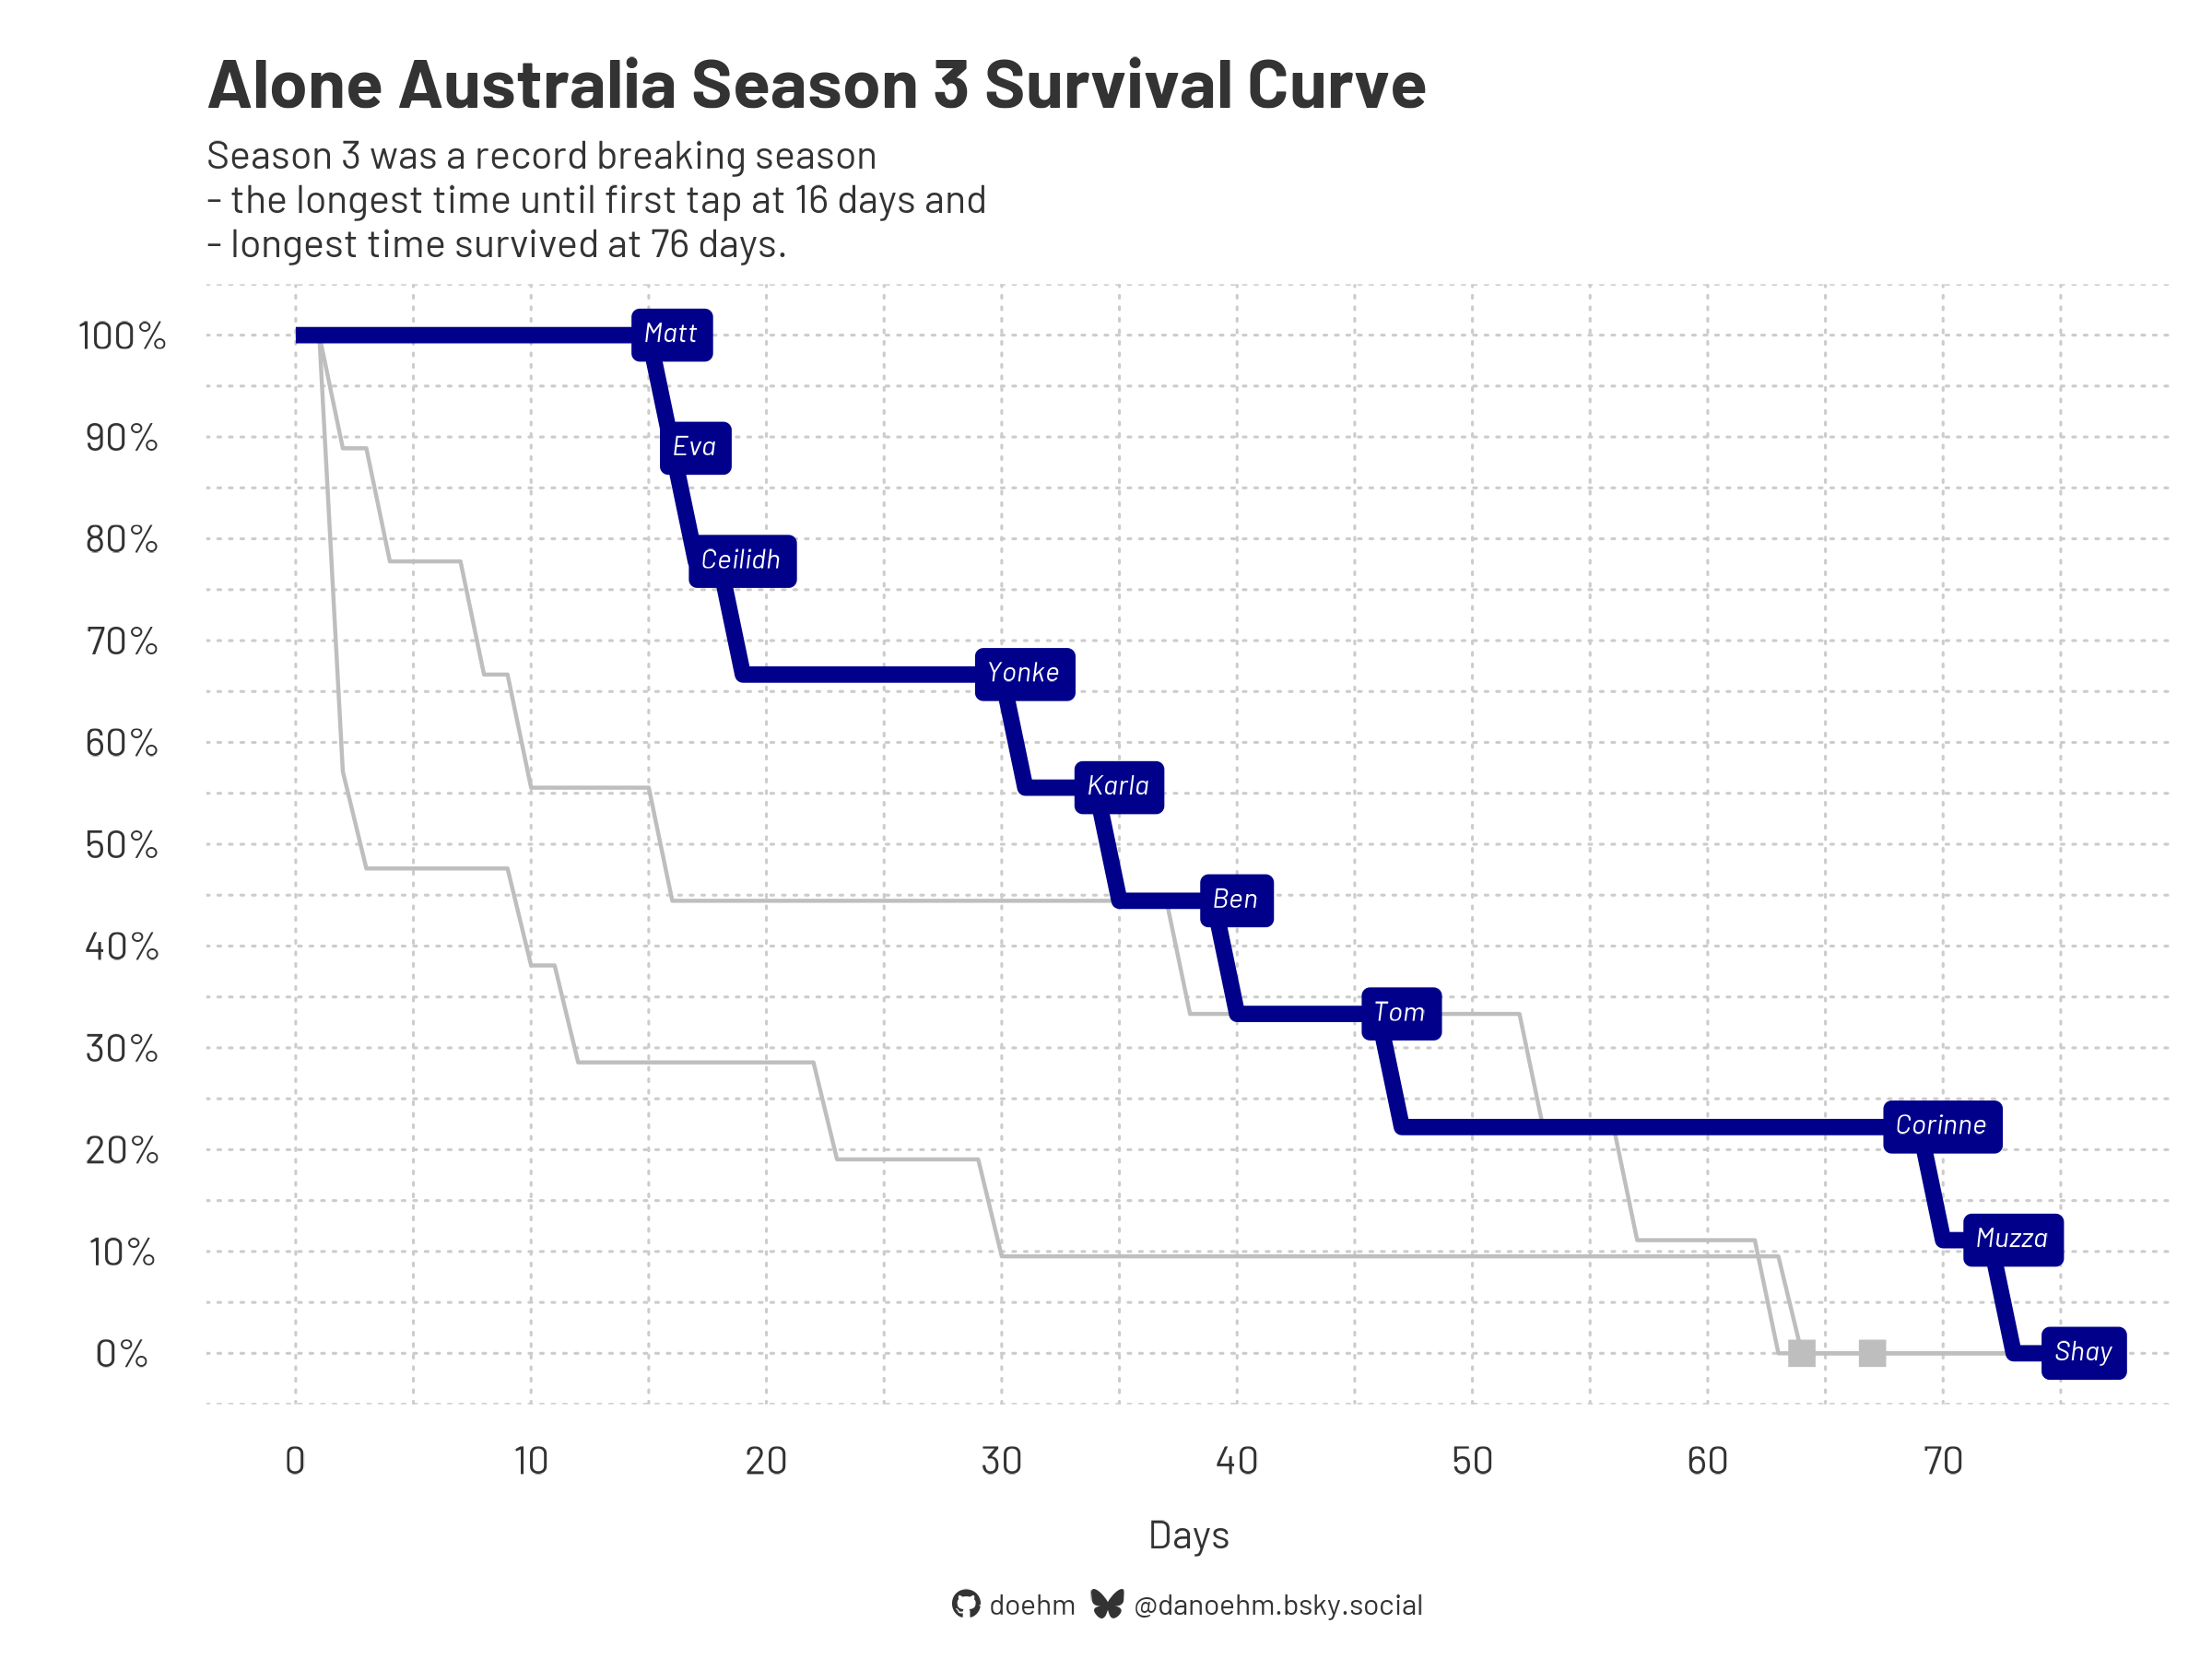 Alone Australia Season 3 Survival Curve
Season 3 was a record breaking season
- the longest time until first tap at 16 days and
- longest time survived at 76 days.
100%
90%
80%
70%
60%
50%
40%
30%
20%
10%
0%
Matt
Eva
Ceilidh
Yonke
Karla
Ben
Tom
Corinne
Muzza
Shay
0 10 20 30 40 50 60 70
Days
doehm @danoehm.bsky.social